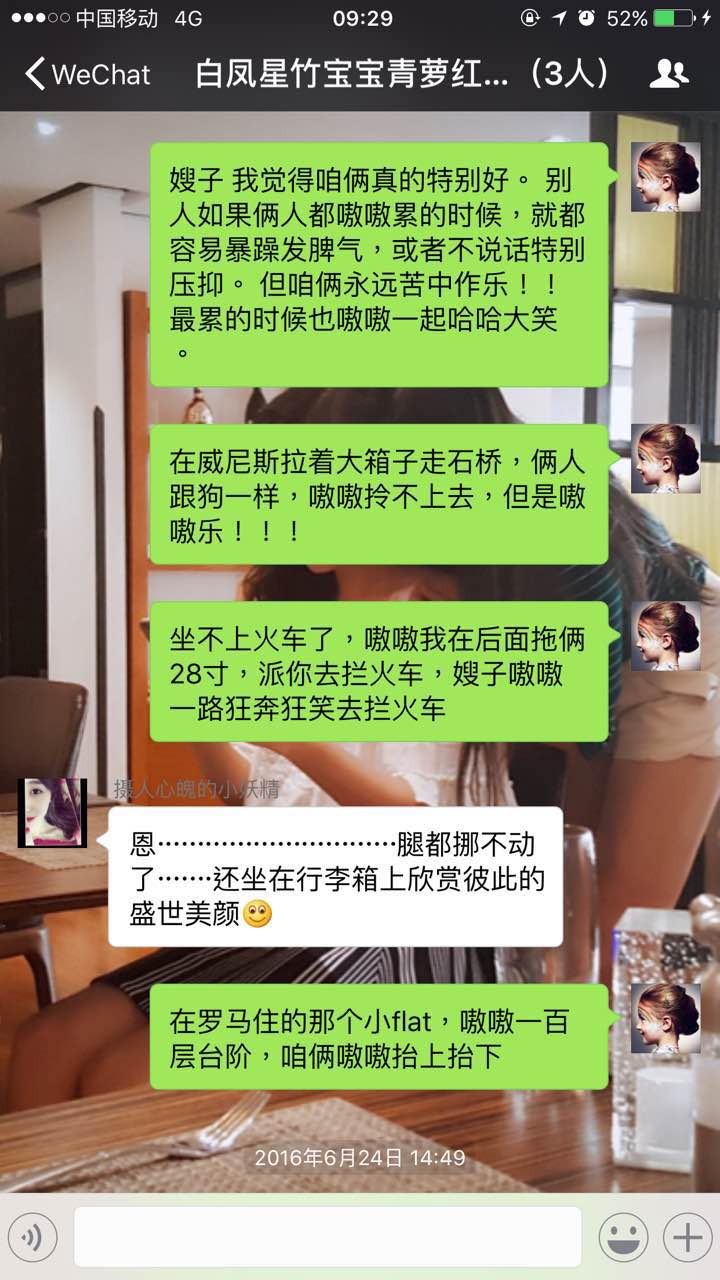 中国移动 4G 09:29 52%
WeChat 白凤星竹宝宝青萝红...（3人）
嫂子 我觉得咱俩真的特别好。 别
人如果俩人都嗷嗷累的时候，就都
容易暴躁发脾气，或者不说话特别
压抑。 但咱俩永远苦中作乐！！
最累的时候也嗷嗷一起哈哈大笑
。
在威尼斯拉着大箱子走石桥，俩人
跟狗一样，嗷嗷拎不上去，但是嗷
嗷乐！！！
坐不上火车了，嗷嗷我在后面拖俩
28寸，派你去拦火车，嫂子嗷嗷
一路狂奔狂笑去拦火车
摄人心魄的小妖精
恩·····························腿都挪不动
了·······还坐在行李箱上欣赏彼此的
盛世美颜
在罗马住的那个小flat，嗷嗷一百
层台阶，咱俩嗷嗷抬上抬下
2016年6月24日 14:49